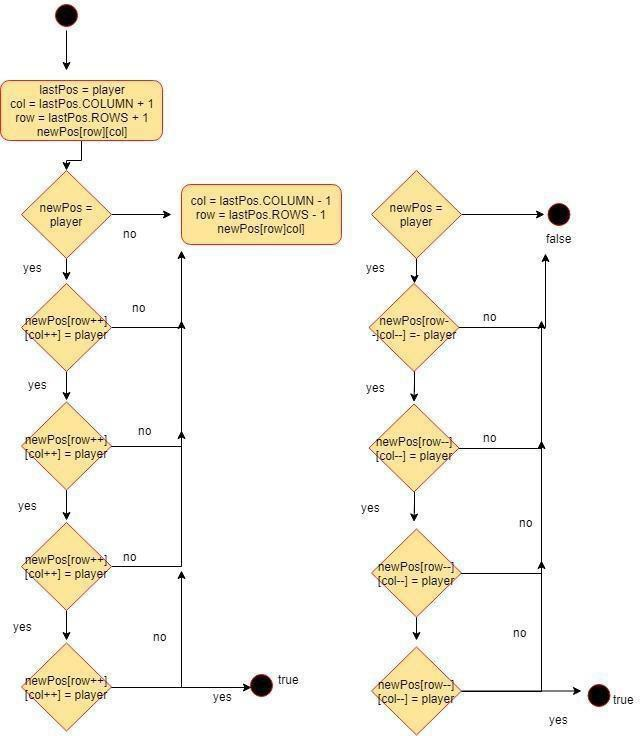 lastPos = player
col = lastPos.COLUMN + 1
row = lastPos.ROWS + 1
newPos[row][col]
newPos =
player
no
yes
col = lastPos.COLUMN - 1
row = lastPos.ROWS - 1
newPos[row]col]
newPos[row++]
[col++] = player
no
yes
newPos[row++]
[col++] = player
no
yes
newPos[row++]
[col++] = player
no
yes
no
newPos[row++]
[col++] = player
yes
true
newPos =
player
false
yes
newPos[row-
-]col--] =- player
no
yes
newPos[row--]
[col--] = player
no
yes
no
newPos[row--]
[col--] = player
no
newPos[row--]
[col--] = player
yes
true